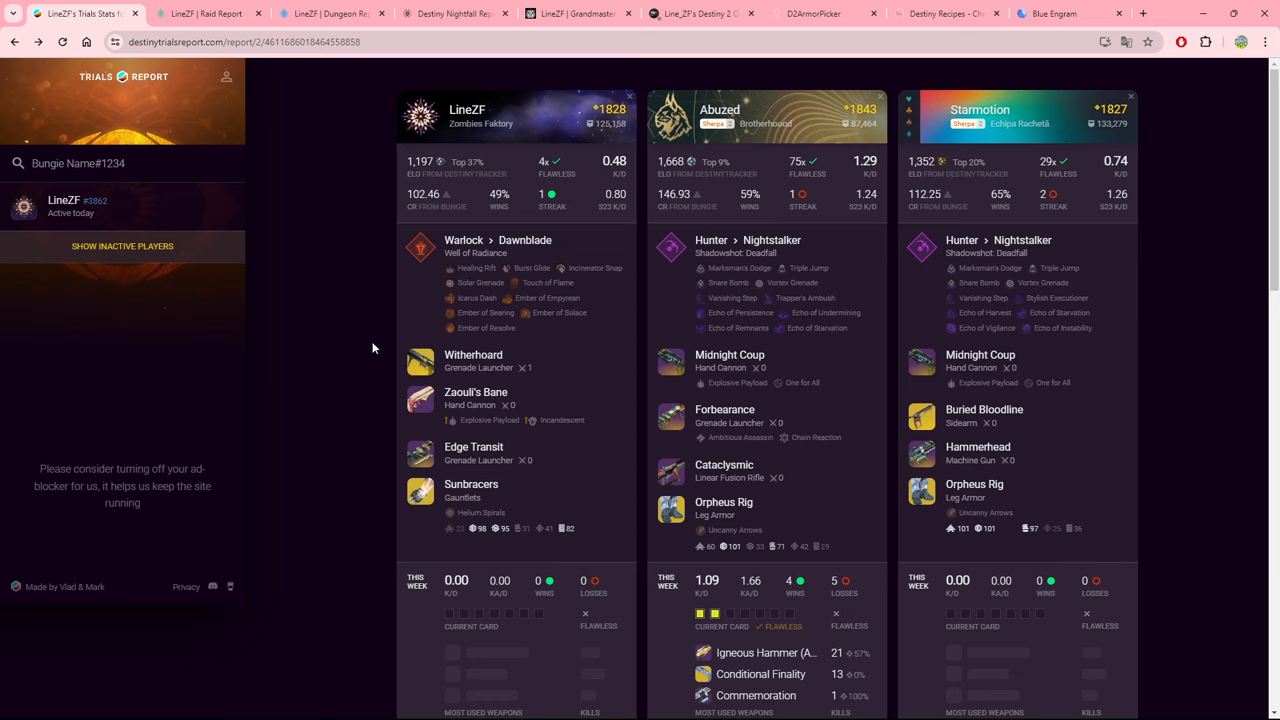 LineZF's Trials Stats for
LineZF | Raid Report
LineZF | Dungeon Rep
Destiny Nightfall Rep
LineZF | Grandmaster
Line_ZF's Destiny 2 O
D2ArmorPicker
Destiny Recipes - Che
Blue Engram
destinytrialsreport.com/report/2/4611686018464558858
TRIALS REPORT
Bungie Name#1234
LineZF #3862
Active today
SHOW INACTIVE PLAYERS
Please consider turning off your ad-
blocker for us, it helps us keep the site
running
Made by Vlad & Mark
Privacy
LineZF 1828
Zombies Faktory 125,158
1,197 Top 37% 4x 0.48
ELO FROM DESTINYTRACKER FLAWLESS K/D
102.46 49% 1 0.80
CR FROM BUNGIE WINS STREAK S23 K/D
Warlock › Dawnblade
Well of Radiance
Healing Rift Burst Glide Incinerator Snap
Solar Grenade Touch of Flame
Icarus Dash Ember of Empyrean
Ember of Searing Ember of Solace
Ember of Resolve
Witherhoard
Grenade Launcher 1
Zaouli's Bane
Hand Cannon 0
Explosive Payload Incandescent
Edge Transit
Grenade Launcher 0
Sunbracers
Gauntlets
Helium Spirals
23 98 95 31 41 82
THIS WEEK
0.00 0.00 0 0
K/D KA/D WINS LOSSES
CURRENT CARD FLAWLESS
MOST USED WEAPONS KILLS
Abuzed 1843
Sherpa 2 Brotherhoood 87,464
1,668 Top 9% 75x 1.29
ELO FROM DESTINYTRACKER FLAWLESS K/D
146.93 59% 1 1.24
CR FROM BUNGIE WINS STREAK S23 K/D
Hunter › Nightstalker
Shadowshot: Deadfall
Marksman's Dodge Triple Jump
Snare Bomb Vortex Grenade
Vanishing Step Trapper's Ambush
Echo of Persistence Echo of Undermining
Echo of Remnants Echo of Starvation
Midnight Coup
Hand Cannon 0
Explosive Payload One for All
Forbearance
Grenade Launcher 0
Ambitious Assassin Chain Reaction
Cataclysmic
Linear Fusion Rifle 0
Orpheus Rig
Leg Armor
Uncanny Arrows
60 101 33 71 42 29
THIS WEEK
1.09 1.66 4 5
K/D KA/D WINS LOSSES
CURRENT CARD FLAWLESS FLAWLESS
Igneous Hammer (A... 21 57%
Conditional Finality 13 0%
Commemoration 1 100%
MOST USED WEAPONS KILLS
Starmotion 1827
Sherpa 2 Echipa Rachetă 133,279
1,352 Top 20% 29x 0.74
ELO FROM DESTINYTRACKER FLAWLESS K/D
112.25 65% 2 1.26
CR FROM BUNGIE WINS STREAK S23 K/D
Hunter › Nightstalker
Shadowshot: Deadfall
Marksman's Dodge Triple Jump
Snare Bomb Vortex Grenade
Vanishing Step Stylish Executioner
Echo of Harvest Echo of Starvation
Echo of Vigilance Echo of Instability
Midnight Coup
Hand Cannon 0
Explosive Payload One for All
Buried Bloodline
Sidearm 0
Hammerhead
Machine Gun 0
Orpheus Rig
Leg Armor
Uncanny Arrows
101 101 97 25 36
THIS WEEK
0.00 0.00 0 0
K/D KA/D WINS LOSSES
CURRENT CARD FLAWLESS
MOST USED WEAPONS KILLS